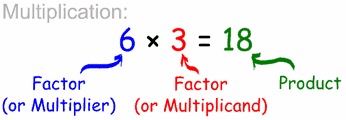 Multiplication:
6 × 3 = 18
Factor Factor Product
(or Multiplier) (or Multiplicand)